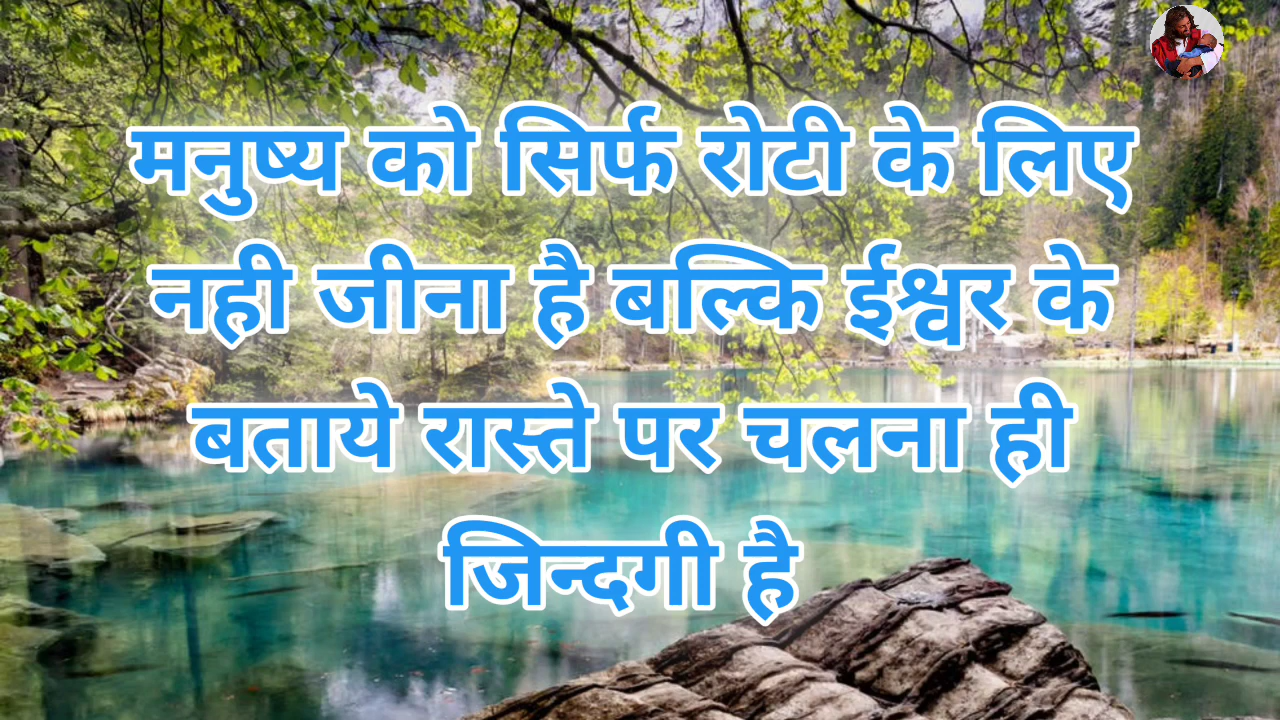 मनुष्य को सिर्फ रोटी के लिए
नही जीना है बल्कि ईश्वर के
बताये रास्ते पर चलना ही
जिन्दगी है